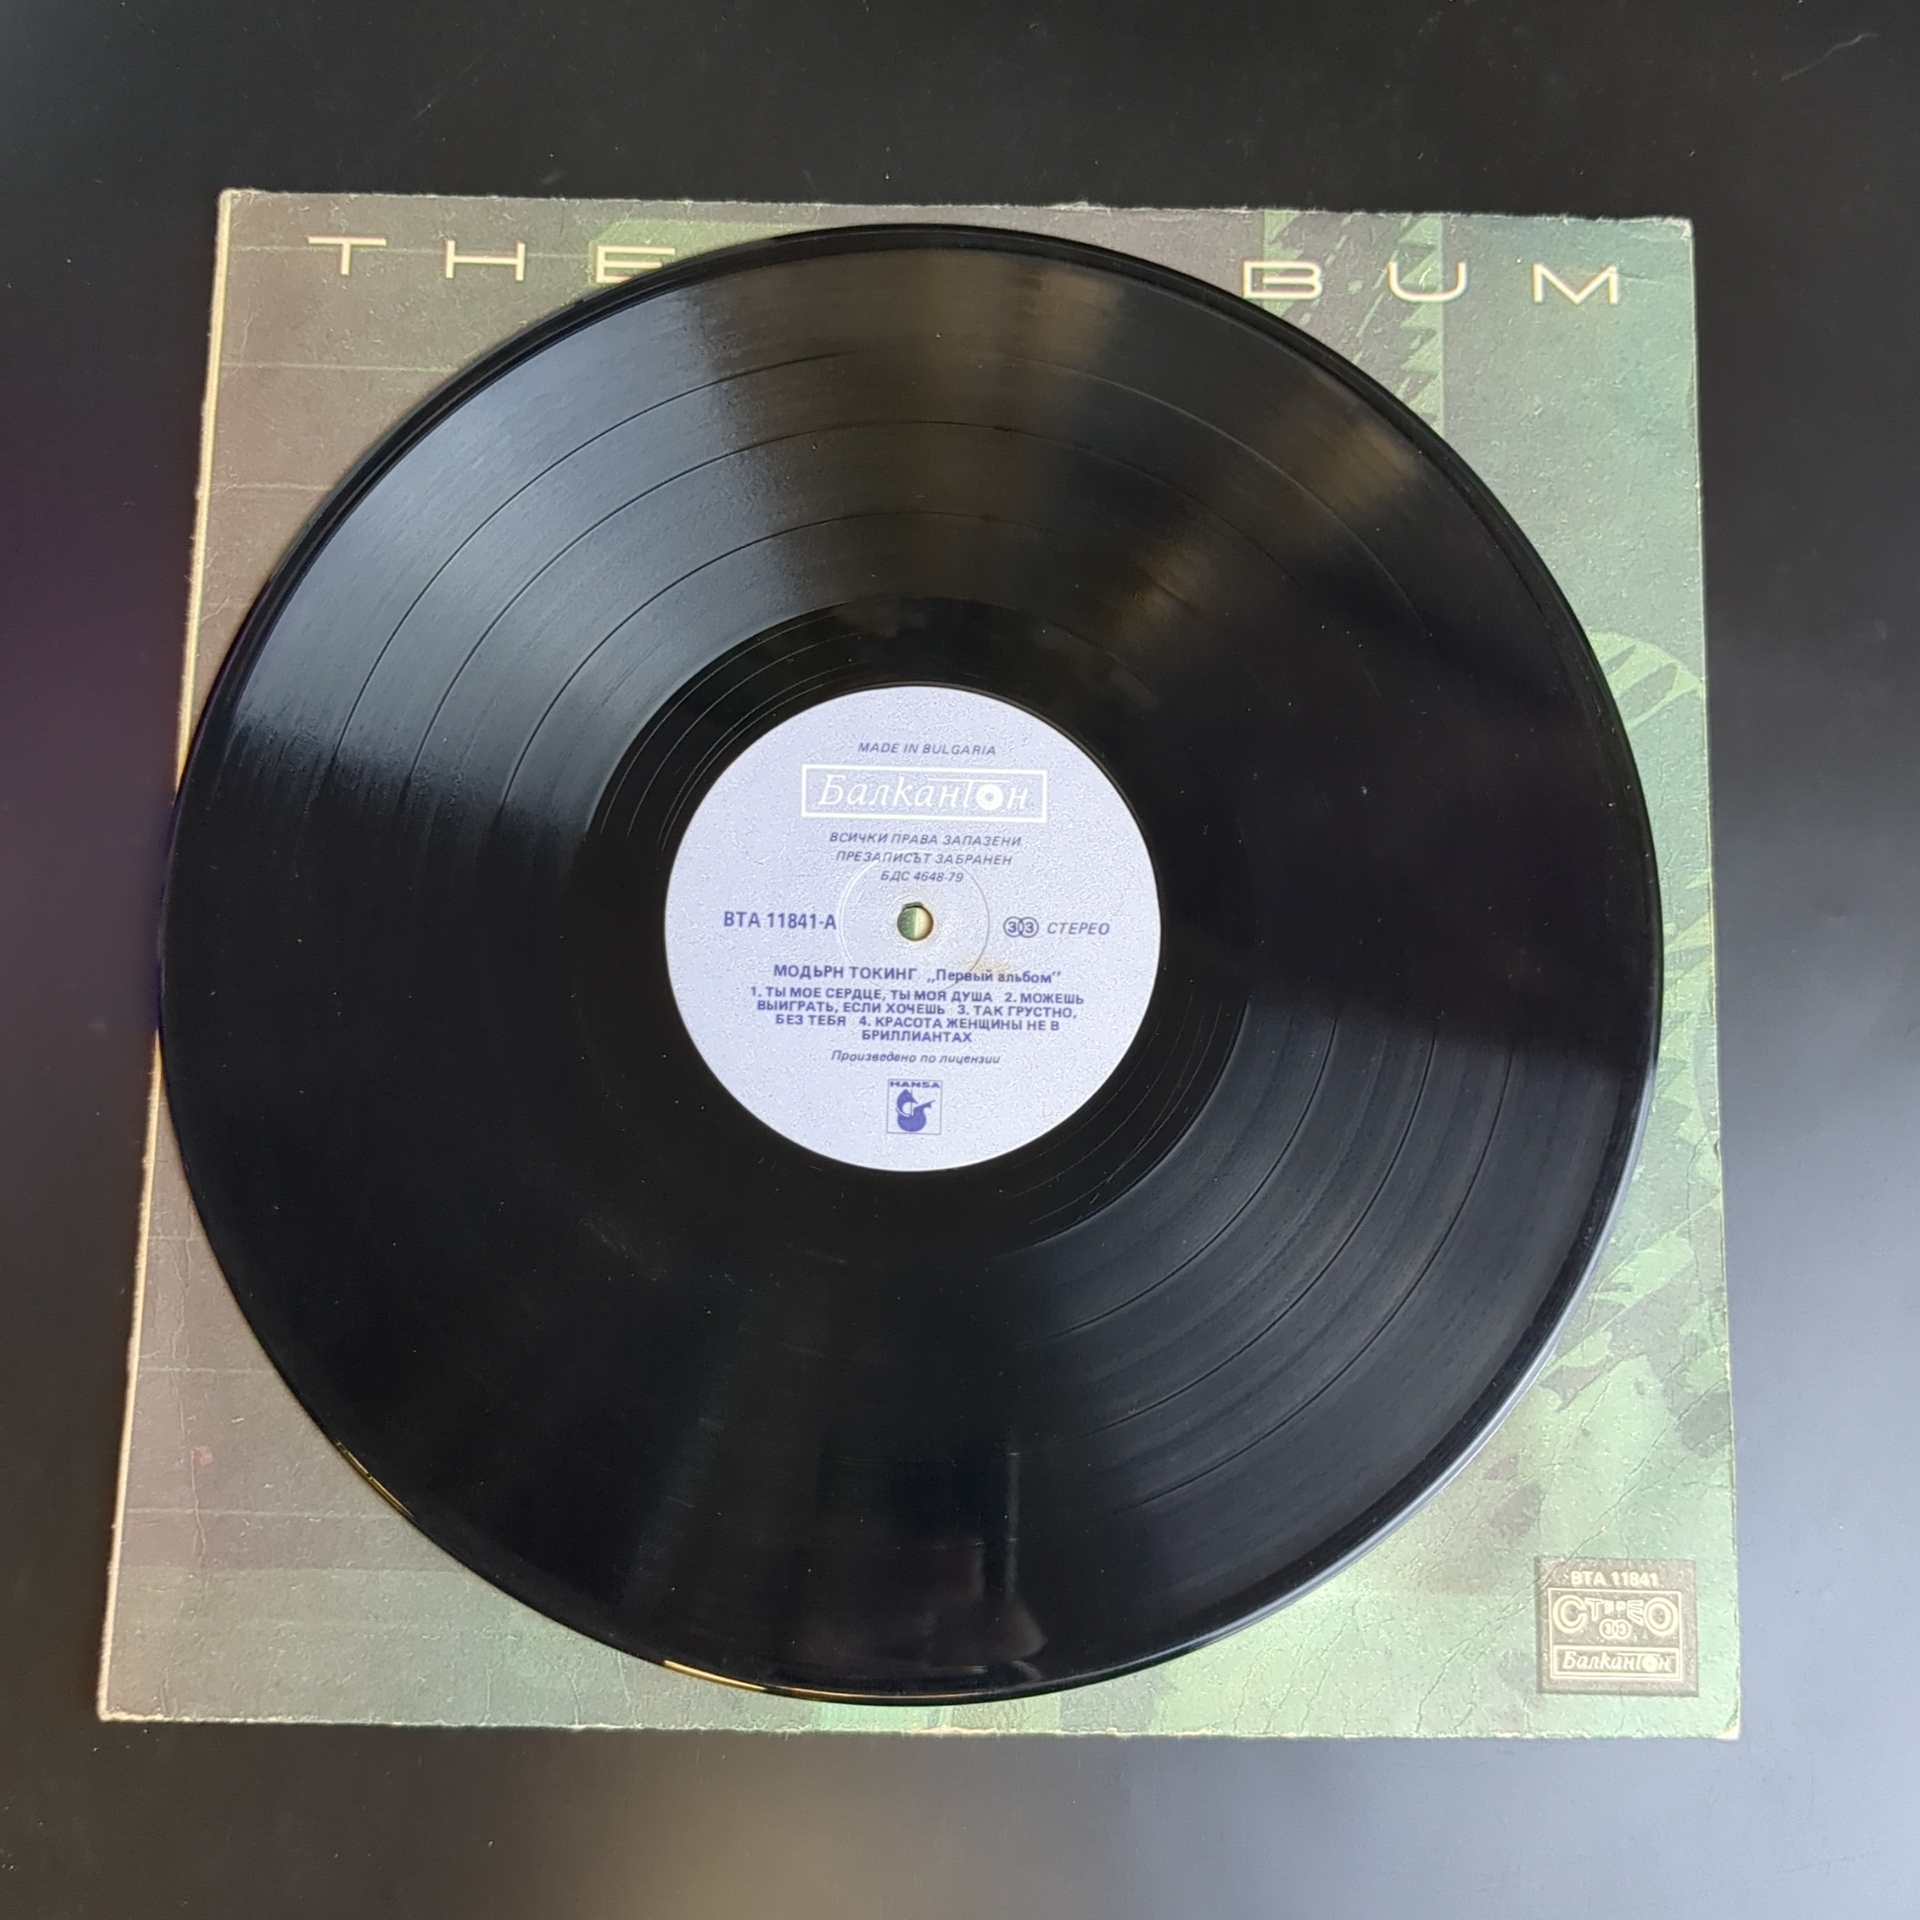 THE BUM
MADE IN BULGARIA
Балкантон
ВСИЧКИ ПРАВА ЗАПАЗЕНИ
ПРЕЗАПИСЪТ ЗАБРАНЕН
БДС 4648-79
ВТА 11841-А 33 СТЕРЕО
МОДЬРН ТОКИНГ „Первый альбом’’
1. ТЫ МОЕ СЕРДЦЕ, ТЫ МОЯ ДУША 2. МОЖЕШЬ
ВЫИГРАТЬ, ЕСЛИ ХОЧЕШЬ 3. ТАК ГРУСТНО,
БЕЗ ТЕБЯ 4. КРАСОТА ЖЕНЩИНЫ НЕ В
БРИЛЛИАНТАХ
Произведено по лицензии
HANSA
ВТА 11841
СТЕРЕО
33
Балкантон